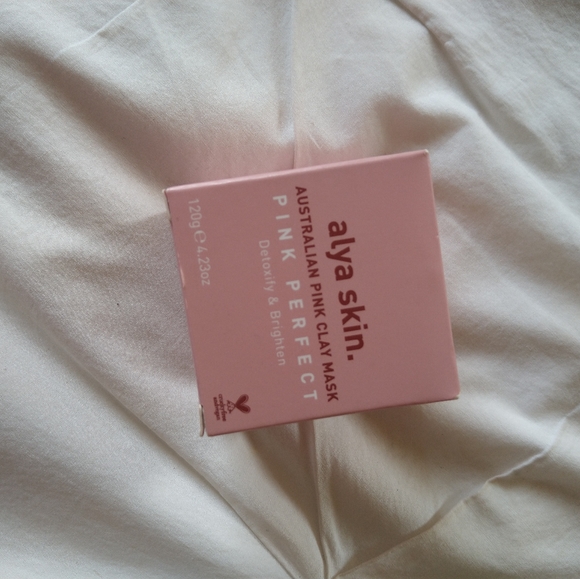 alya skin.
AUSTRALIAN PINK CLAY MASK
PINK PERFECT
Detoxify & Brighten
120g ℮ 4.23oz